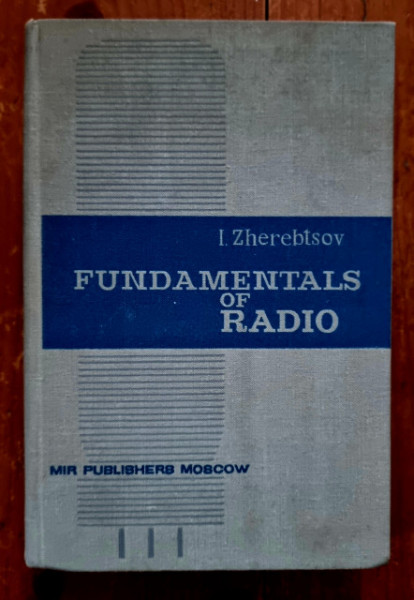 I. Zherebtsov
FUNDAMENTALS
OF
RADIO
MIR PUBLISHERS MOSCOW